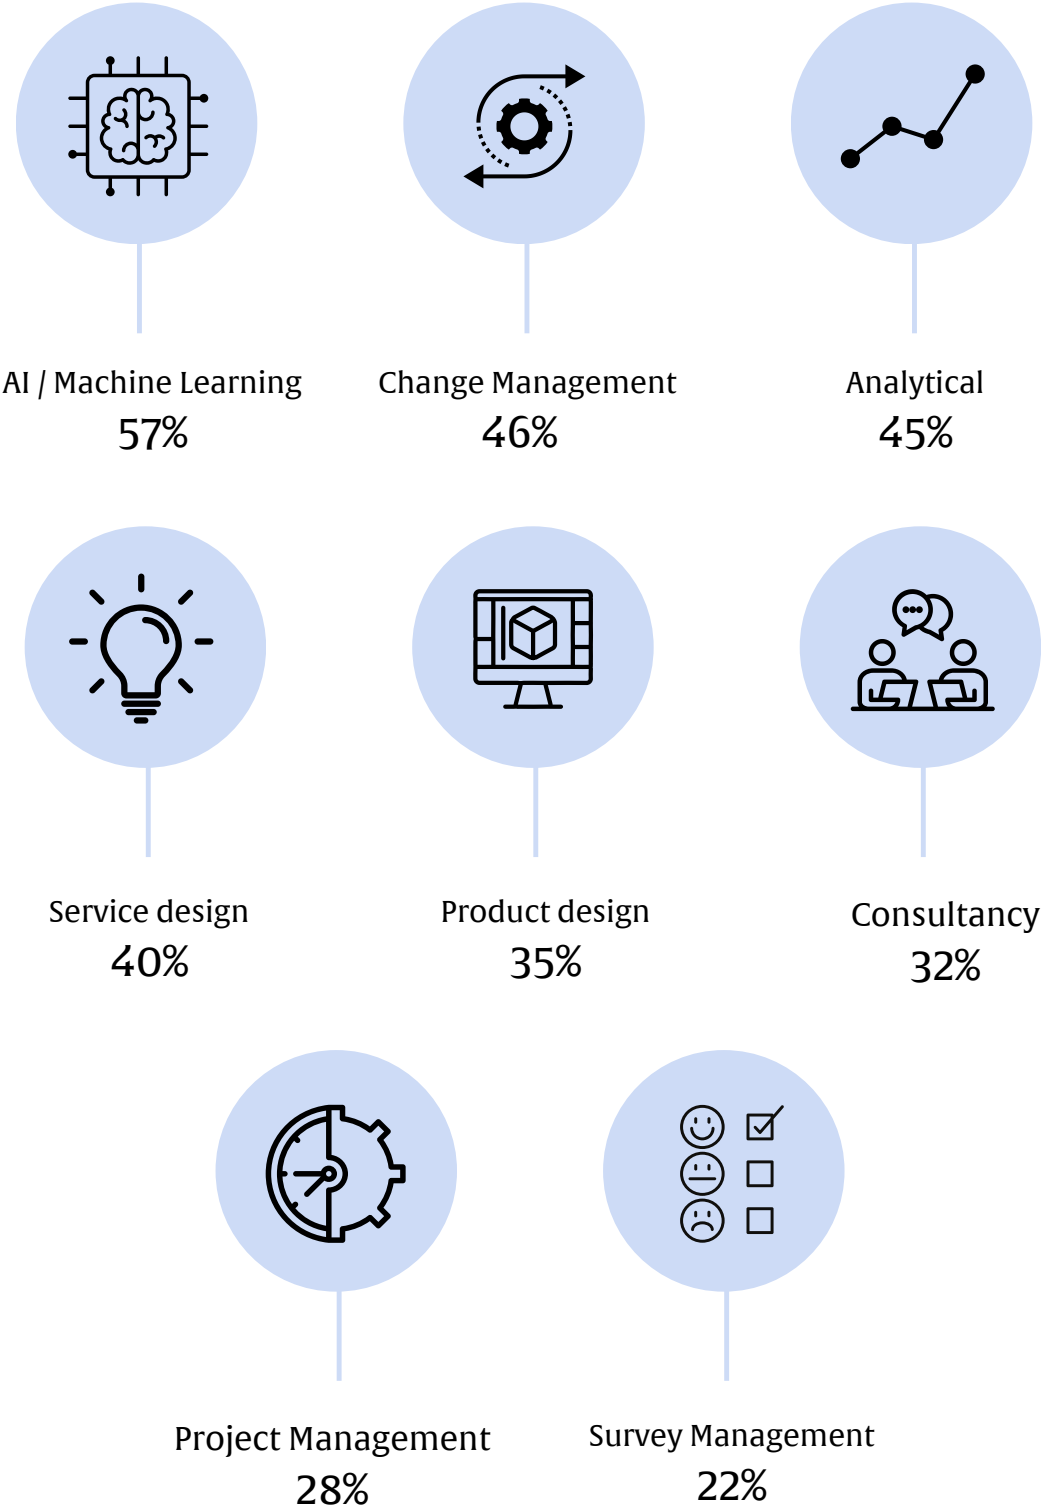 AI / Machine Learning
57%
Change Management
46%
Analytical
45%
Service design
40%
Product design
35%
Consultancy
32%
Project Management
28%
Survey Management
22%